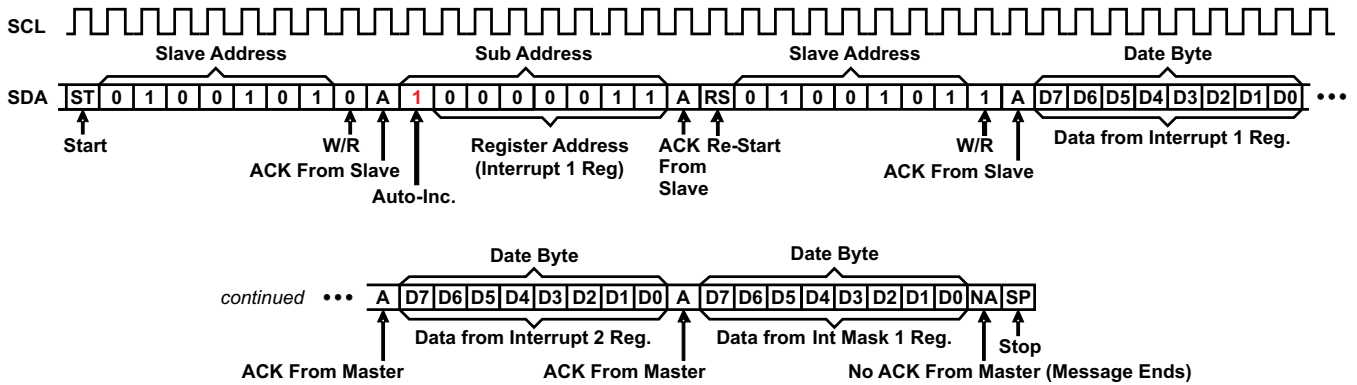 SCL
Slave Address Sub Address Slave Address Date Byte
SDA ST 0 1 0 0 1 0 1 0 A 1 0 0 0 0 0 1 1 A RS 0 1 0 0 1 0 1 1 A D7 D6 D5 D4 D3 D2 D1 D0 •••
Start W/R Register Address ACK Re-Start W/R Data from Interrupt 1 Reg.
ACK From Slave (Interrupt 1 Reg) From ACK From Slave
Auto-Inc. Slave
Date Byte Date Byte
continued ••• A D7 D6 D5 D4 D3 D2 D1 D0 A D7 D6 D5 D4 D3 D2 D1 D0 NA SP
Data from Interrupt 2 Reg. Data from Int Mask 1 Reg. Stop
ACK From Master ACK From Master No ACK From Master (Message Ends)